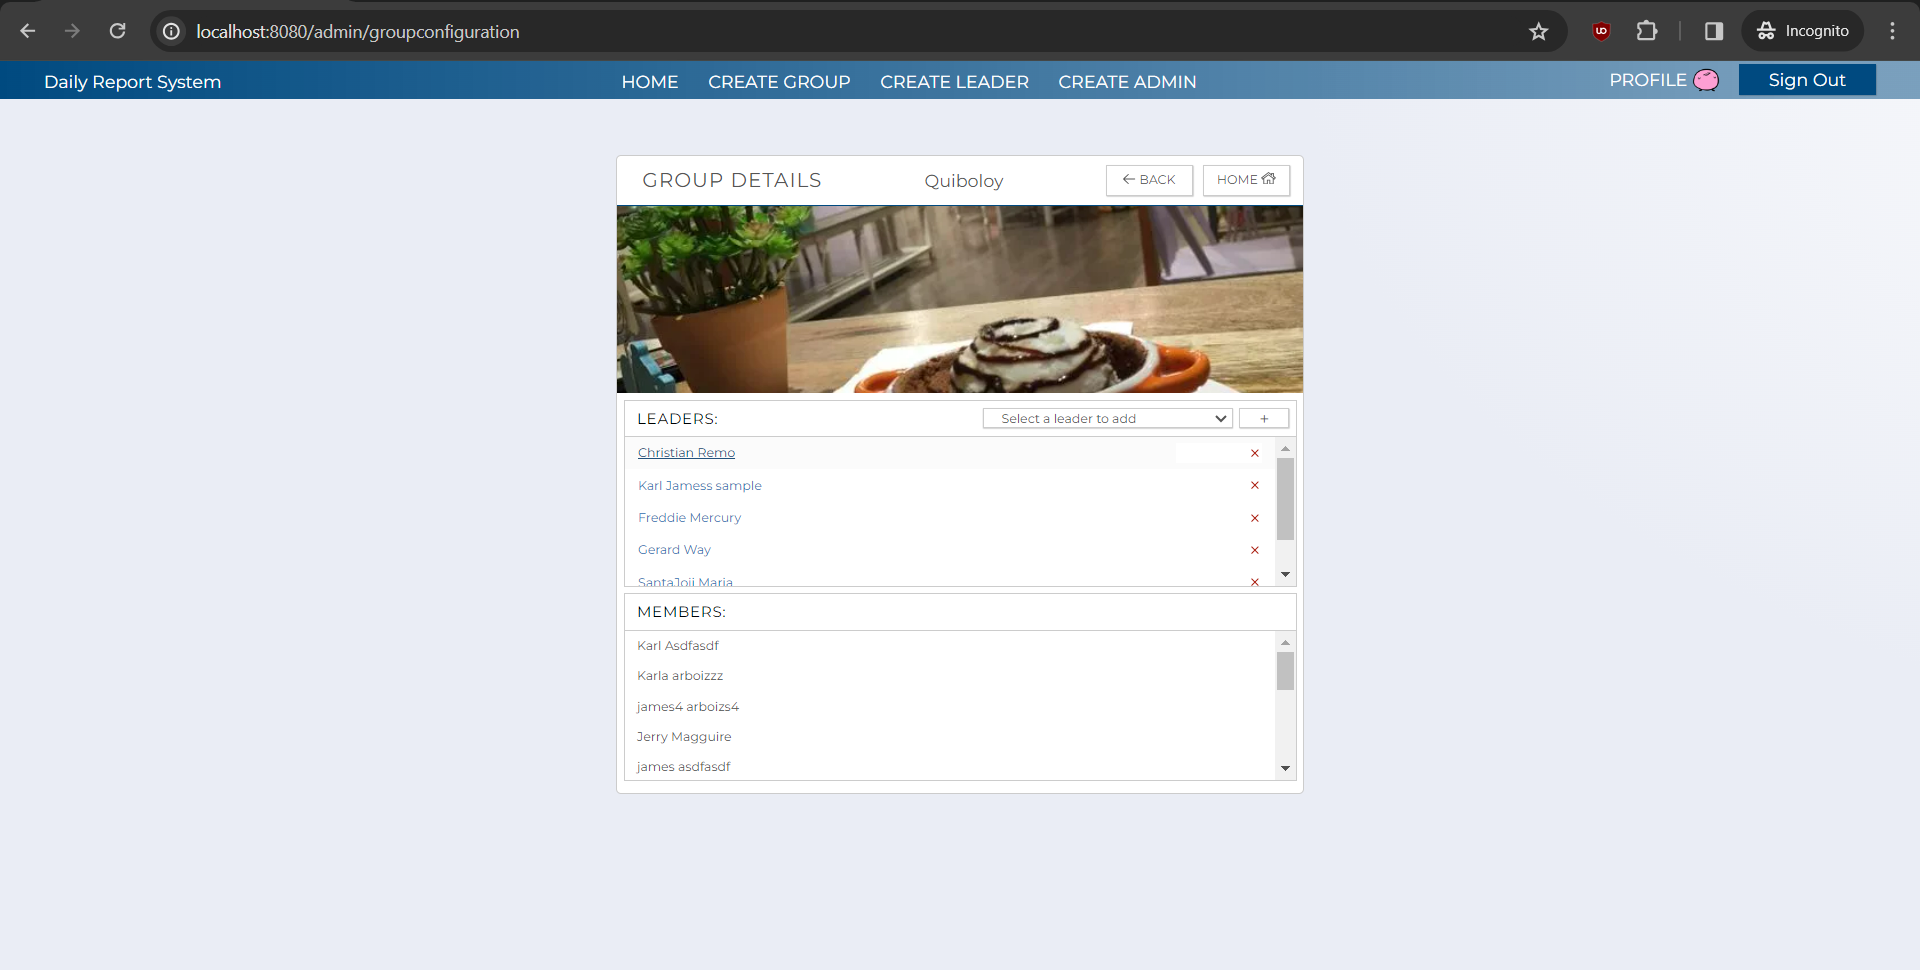 localhost:8080/admin/groupconfiguration
Incognito
Daily Report System
HOME
CREATE GROUP
CREATE LEADER
CREATE ADMIN
PROFILE
Sign Out
GROUP DETAILS
Quiboloy
BACK
HOME
LEADERS:
Select a leader to add
+
Christian Remo
Karl Jamess sample
Freddie Mercury
Gerard Way
SantaJoji Maria
MEMBERS:
Karl Asdfasdf
Karla arboizzz
james4 arboizs4
Jerry Magguire
james asdfasdf